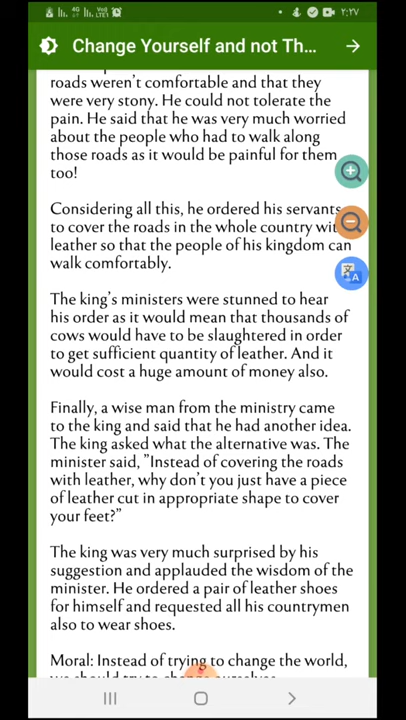 4G
Vo))
LTE1
٢:٢٧
Change Yourself and not Th...
roads weren't comfortable and that they
were very stony. He could not tolerate the
pain. He said that he was very much worried
about the people who had to walk along
those roads as it would be painful for them
too!
Considering all this, he ordered his servants
to cover the roads in the whole country
leather so that the people of his kingdom can
walk comfortably.
The king's ministers were stunned to hear
his order as it would mean that thousands of
cows would have to be slaughtered in order
to get sufficient quantity of leather. And it
would cost a huge amount of money also.
Finally, a wise man from the ministry came
to the king and said that he had another idea.
The king asked what the alternative was. The
minister said, "Instead of covering the roads
with leather, why don't you just have a piece
of leather cut in appropriate shape to cover
your feet?"
The king was very much surprised by his
suggestion and applauded the wisdom of the
minister. He ordered a pair of leather shoes
for himself and requested all his countrymen
also to wear shoes.
Moral: Instead of trying to change the world,